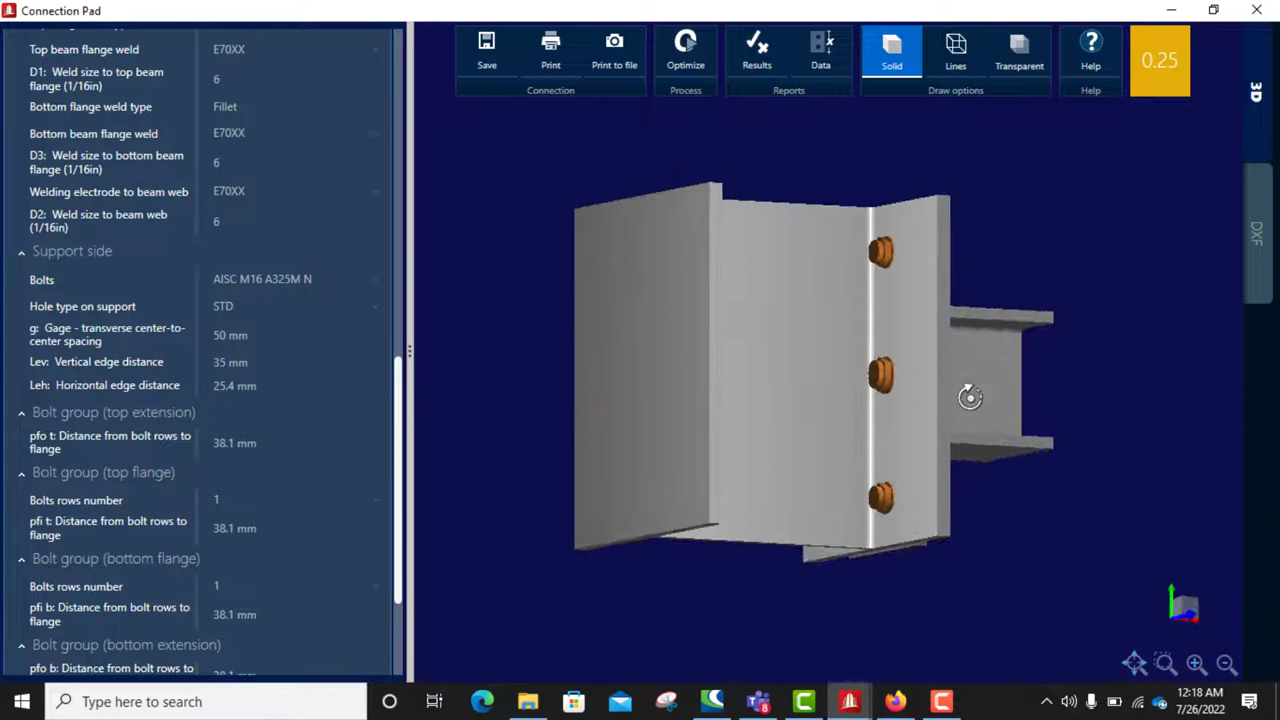 Connection Pad
Top beam flange weld E70XX
D1: Weld size to top beam
flange (1/16in) 6
Bottom flange weld type Fillet
Bottom beam flange weld E70XX
D3: Weld size to bottom beam
flange (1/16in) 6
Welding electrode to beam web E70XX
D2: Weld size to beam web
(1/16in) 6
Support side
Bolts AISC M16 A325M N
Hole type on support STD
g: Gage - transverse center-to-
center spacing 50 mm
Lev: Vertical edge distance 35 mm
Leh: Horizontal edge distance 25.4 mm
Bolt group (top extension)
pfo t: Distance from bolt rows to
flange 38.1 mm
Bolt group (top flange)
Bolts rows number 1
pfi t: Distance from bolt rows to
flange 38.1 mm
Bolt group (bottom flange)
Bolts rows number 1
pfi b: Distance from bolt rows to
flange 38.1 mm
Bolt group (bottom extension)
pfo b: Distance from bolt rows to
Save Print Print to file Optimize Results Data Solid Lines Transparent Help
Connection Process Reports Draw options Help
0.25
3D
DXF
Type here to search
8
12:18 AM
7/26/2022